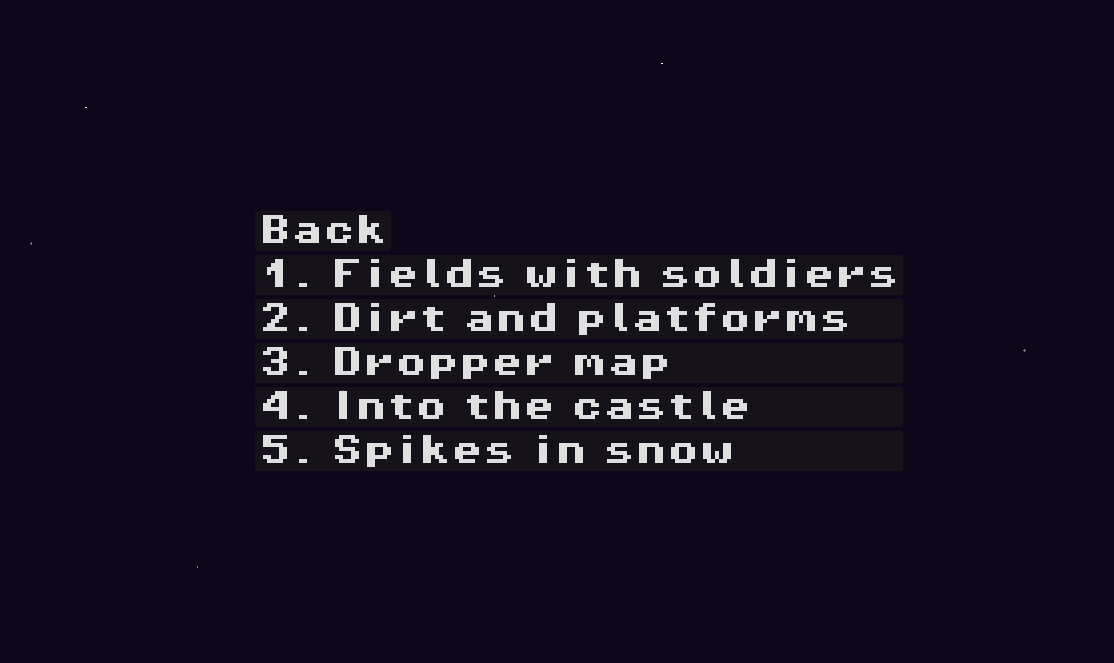 Back
1. Fields with soldiers
2. Dirt and platforms
3. Dropper map
4. Into the castle
5. Spikes in snow